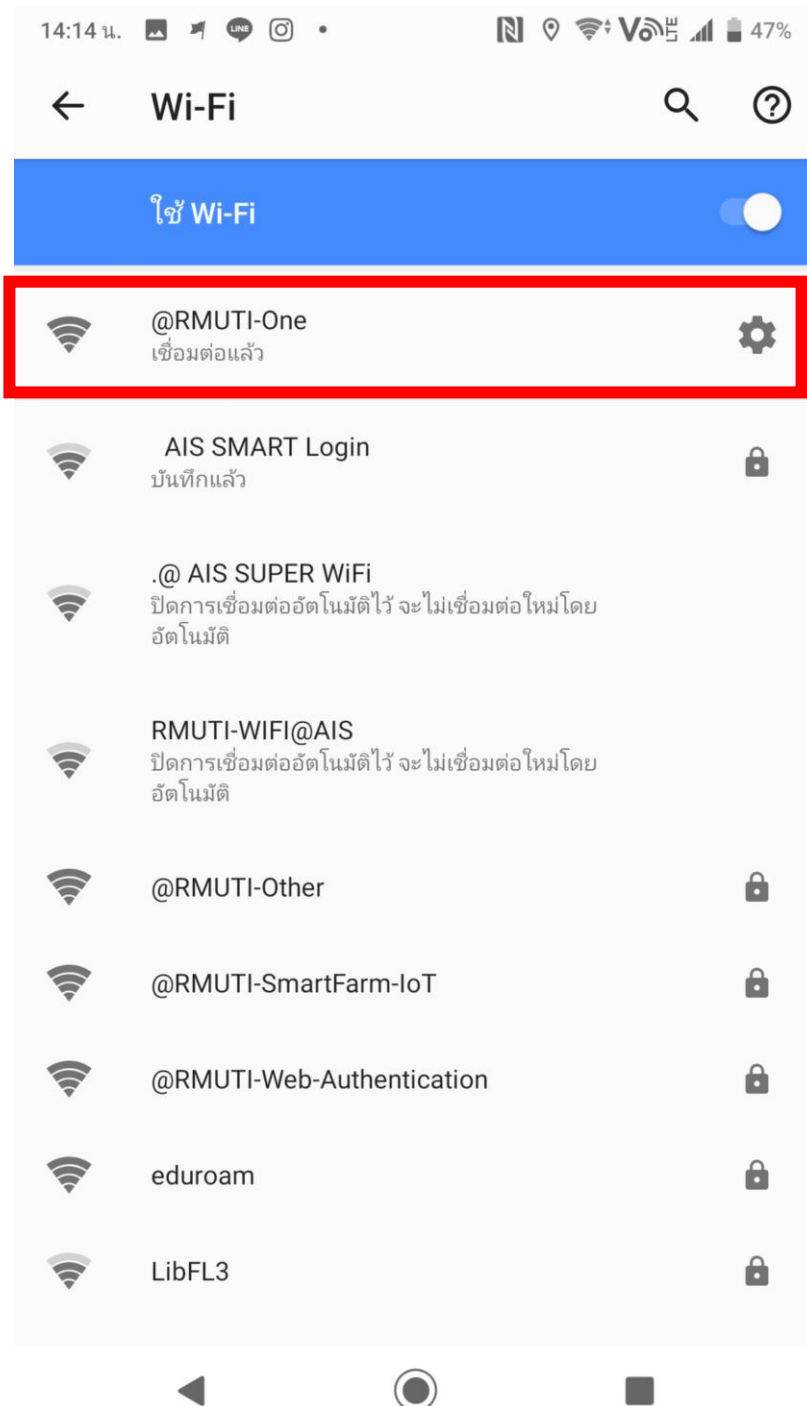 14:14 น. LINE VoLTE 47%
Wi-Fi
ใช้ Wi-Fi
@RMUTI-One
เชื่อมต่อแล้ว
AIS SMART Login
บันทึกแล้ว
.@ AIS SUPER WiFi
ปิดการเชื่อมต่ออัตโนมัติไว้ จะไม่เชื่อมต่อใหม่โดย
อัตโนมัติ
RMUTI-WIFI@AIS
ปิดการเชื่อมต่ออัตโนมัติไว้ จะไม่เชื่อมต่อใหม่โดย
อัตโนมัติ
@RMUTI-Other
@RMUTI-SmartFarm-IoT
@RMUTI-Web-Authentication
eduroam
LibFL3